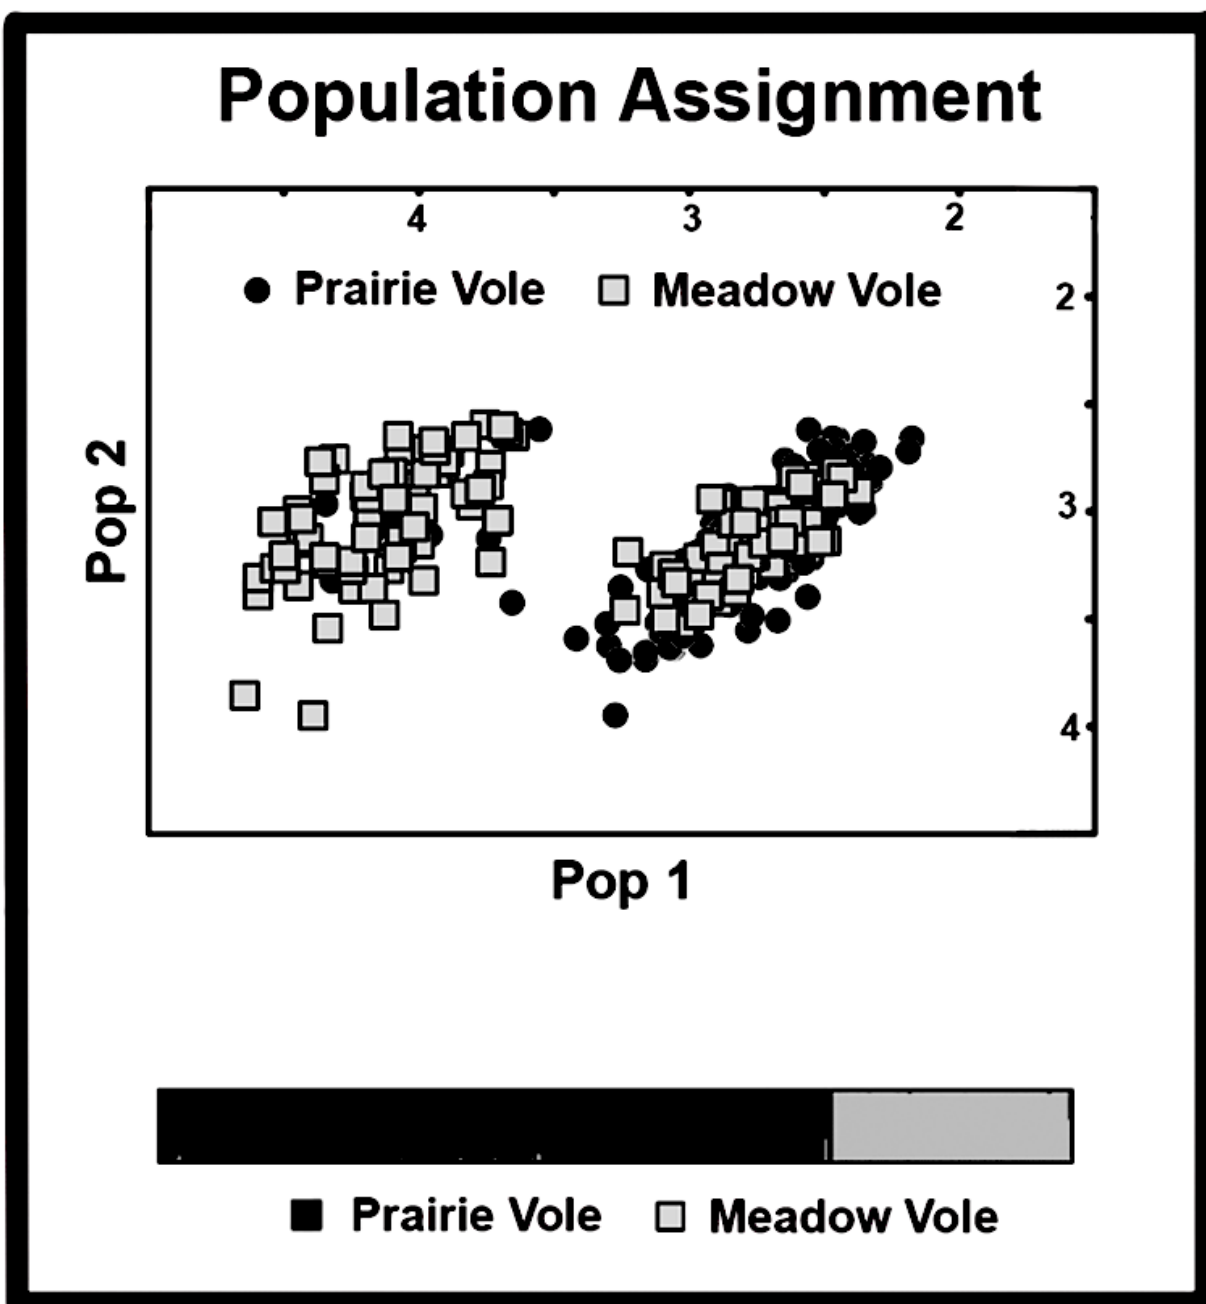 Population Assignment
4 3 2
Prairie Vole Meadow Vole
2
3
4
Pop 2
Pop 1
Prairie Vole Meadow Vole